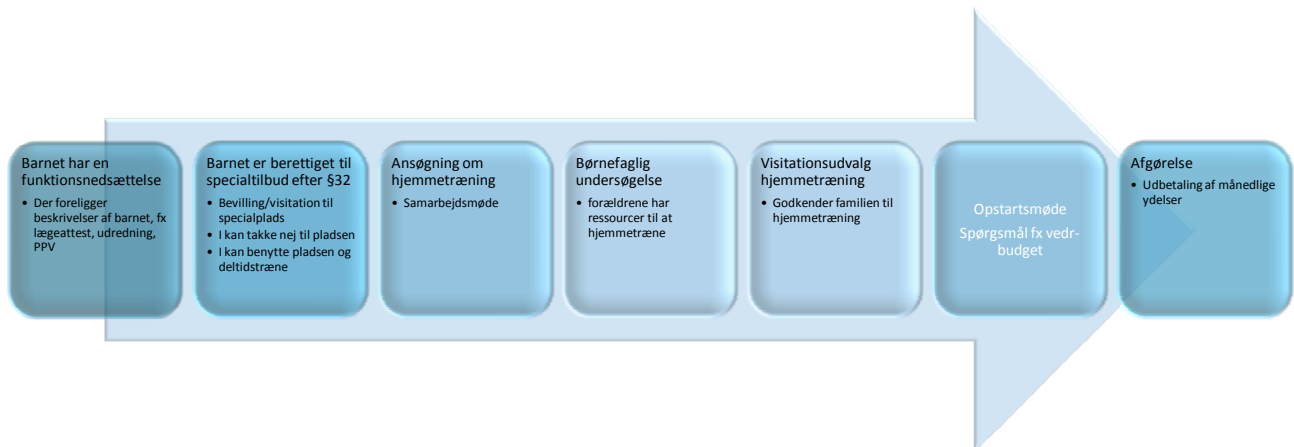 Barnet har en
funktionsnedsættelse
• Der foreligger
beskrivelser af barnet, fx
lægeattest, udredning,
PPV
Barnet er berettiget til
specialtilbud efter §32
• Bevilling/visitation til
specialplads
• I kan takke nej til pladsen
• I kan benytte pladsen og
deltidstræne
Ansøgning om
hjemmetræning
• Samarbejdsmøde
Børnefaglig
undersøgelse
• forældrene har
ressourcer til at
hjemmetræne
Visitationsudvalg
hjemmetræning
• Godkender familien til
hjemmetræning
Opstartsmøde
Spørgsmål fx vedr-
budget
Afgørelse
• Udbetaling af månedlige
ydelser